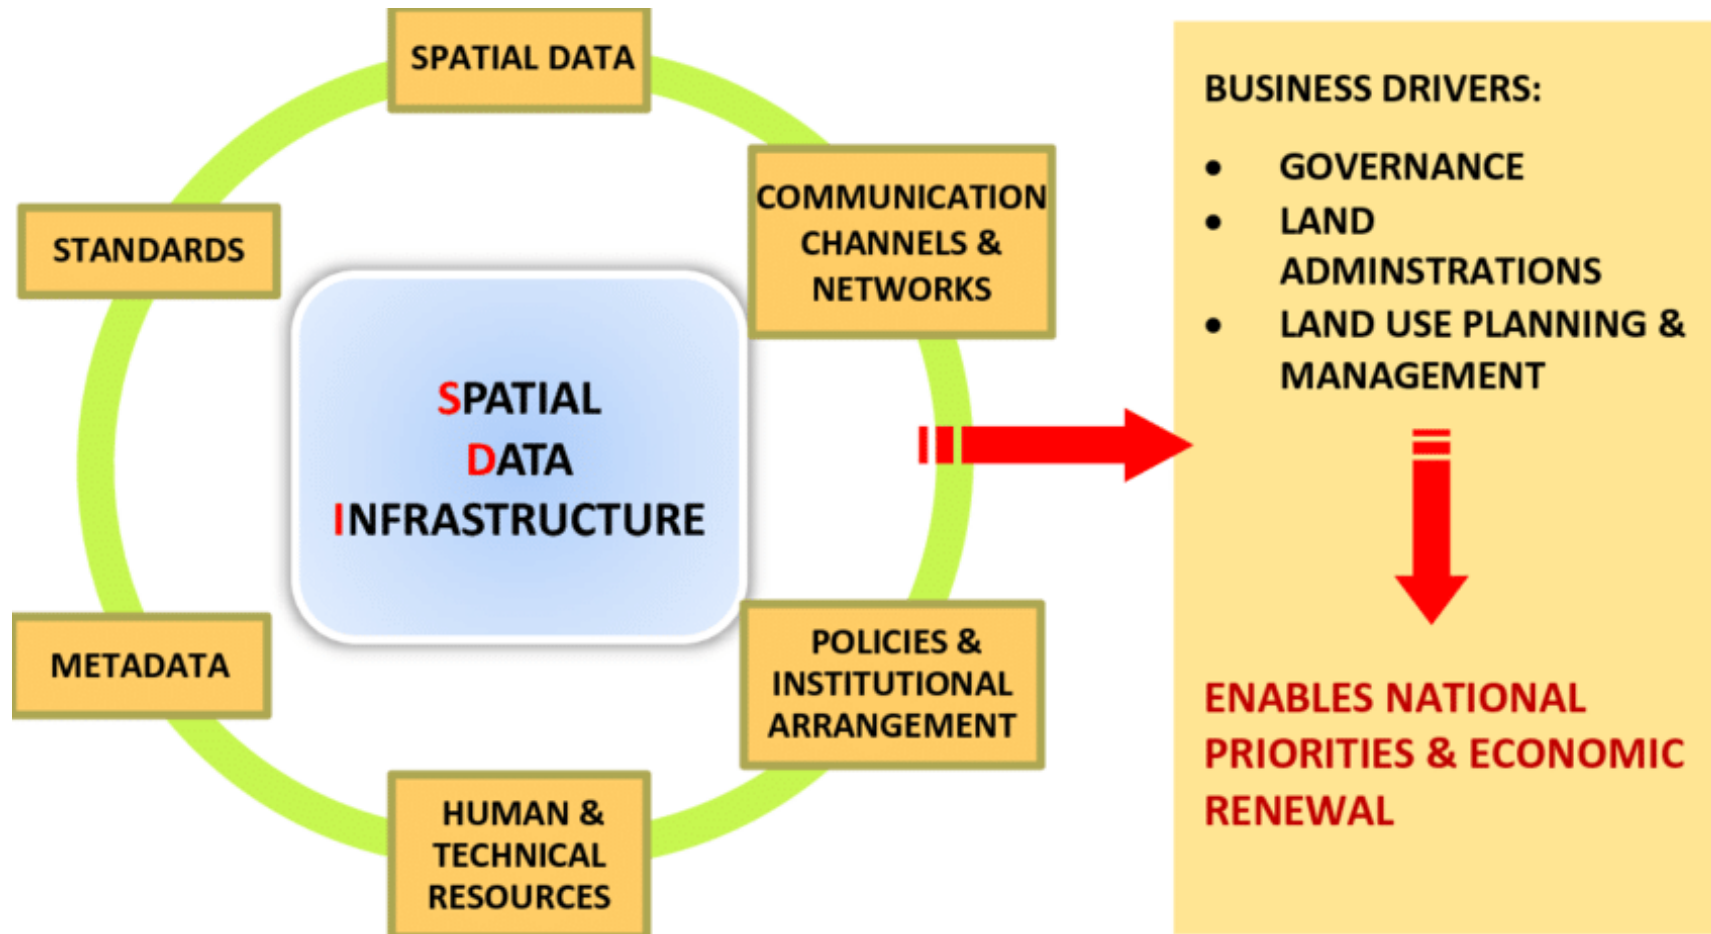 SPATIAL DATA
COMMUNICATION
CHANNELS &
NETWORKS
STANDARDS
SPATIAL
DATA
INFRASTRUCTURE
METADATA
POLICIES &
INSTITUTIONAL
ARRANGEMENT
HUMAN &
TECHNICAL
RESOURCES
BUSINESS DRIVERS:
• GOVERNANCE
• LAND
ADMINSTRATIONS
• LAND USE PLANNING &
MANAGEMENT
ENABLES NATIONAL
PRIORITIES & ECONOMIC
RENEWAL